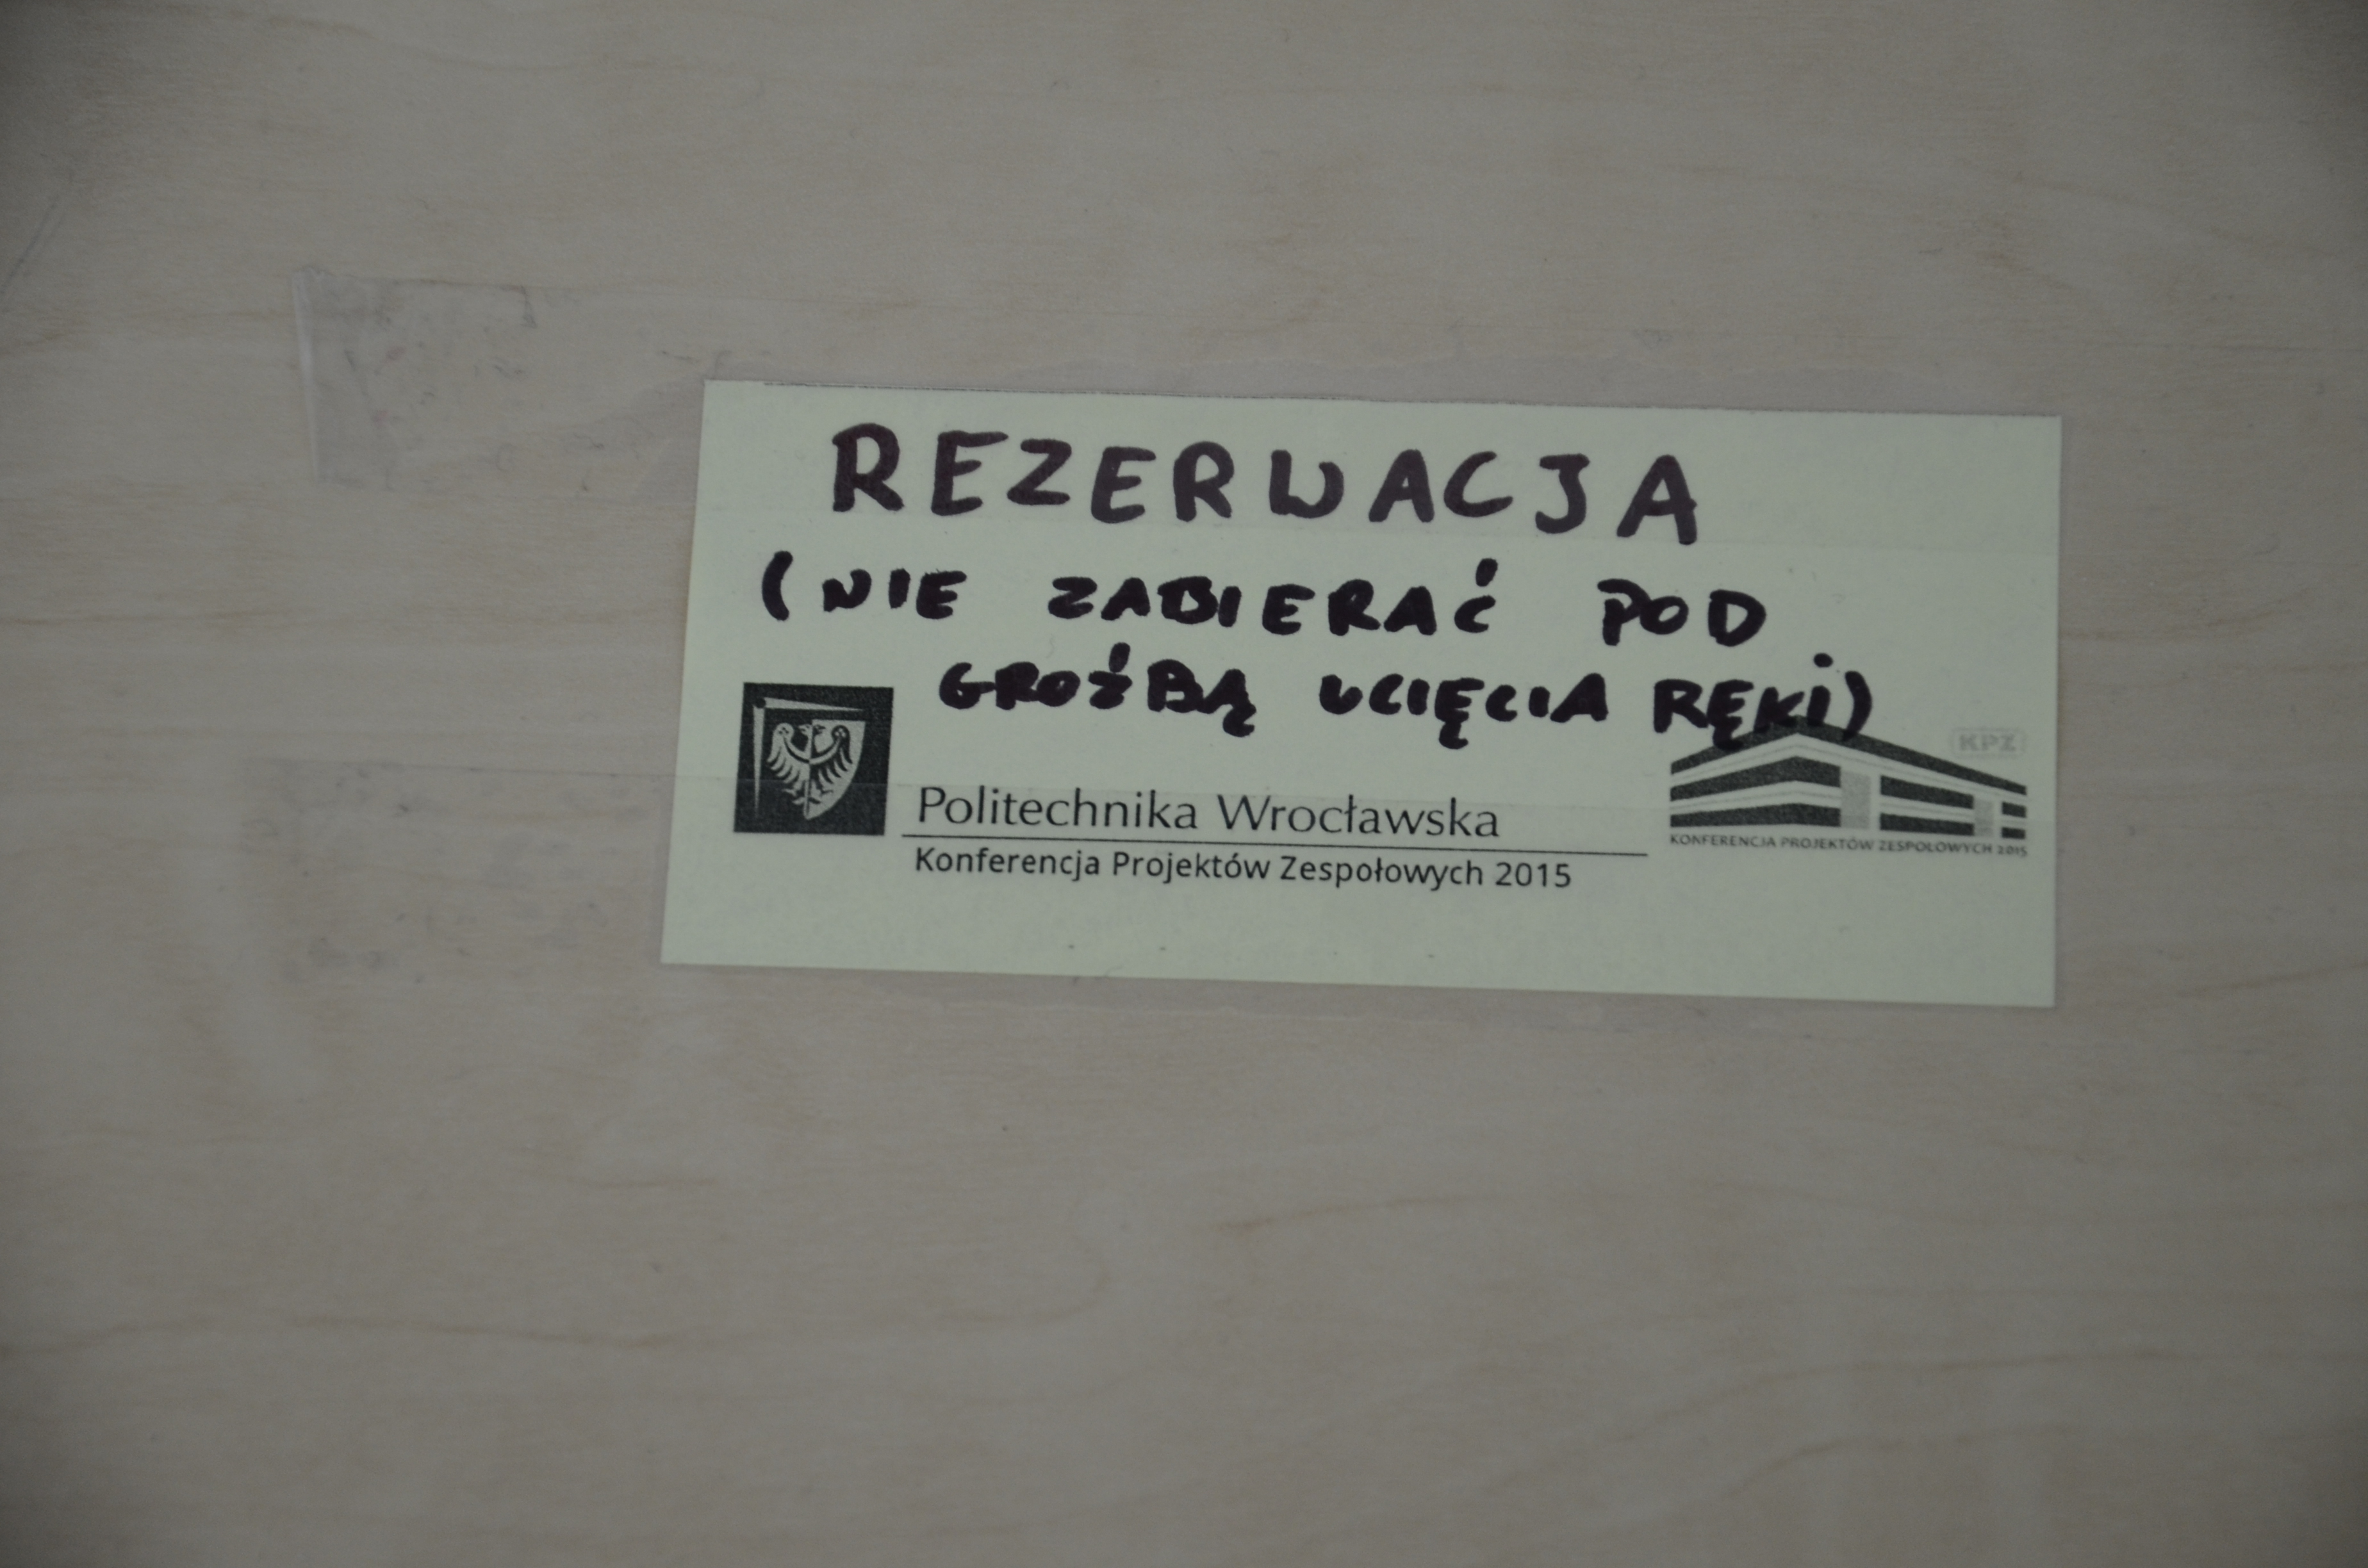 REZERWACJA
(NIE ZABIERAĆ POD
GROŹBĄ UCIĘCIA RĘKI)
KPZ
Politechnika Wrocławska
KONFERENCJA PROJEKTÓW ZESPOŁOWYCH 2015
Konferencja Projektów Zespołowych 2015